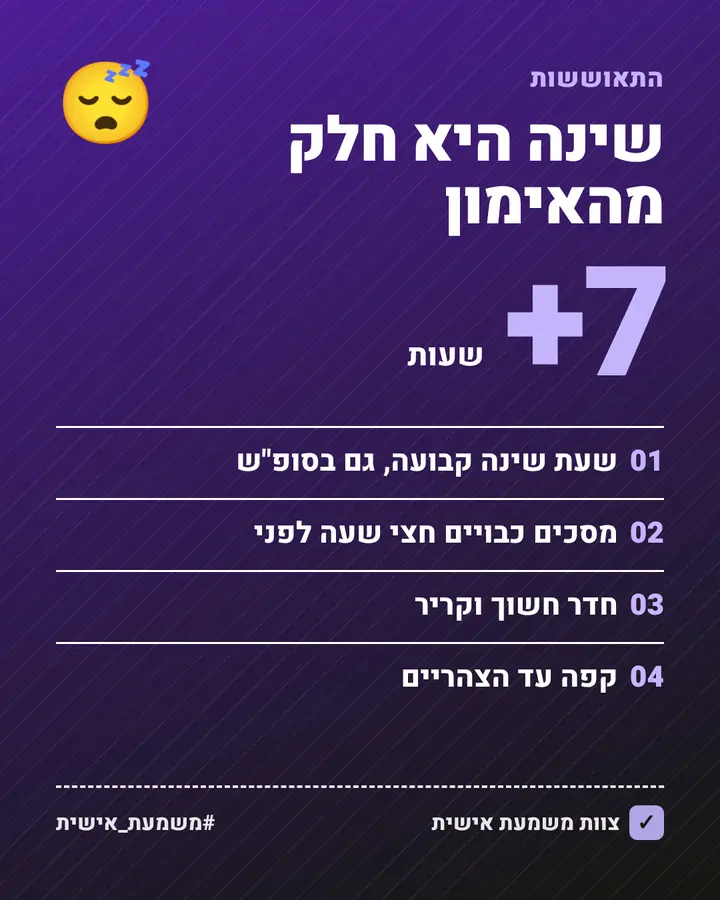 התאוששות
שינה היא חלק
מהאימון
7+ שעות
01 שעת שינה קבועה, גם בסופ"ש
02 מסכים כבויים חצי שעה לפני
03 חדר חשוך וקריר
04 קפה עד הצהריים
✓ צוות משמעת אישית
#משמעת_אישית